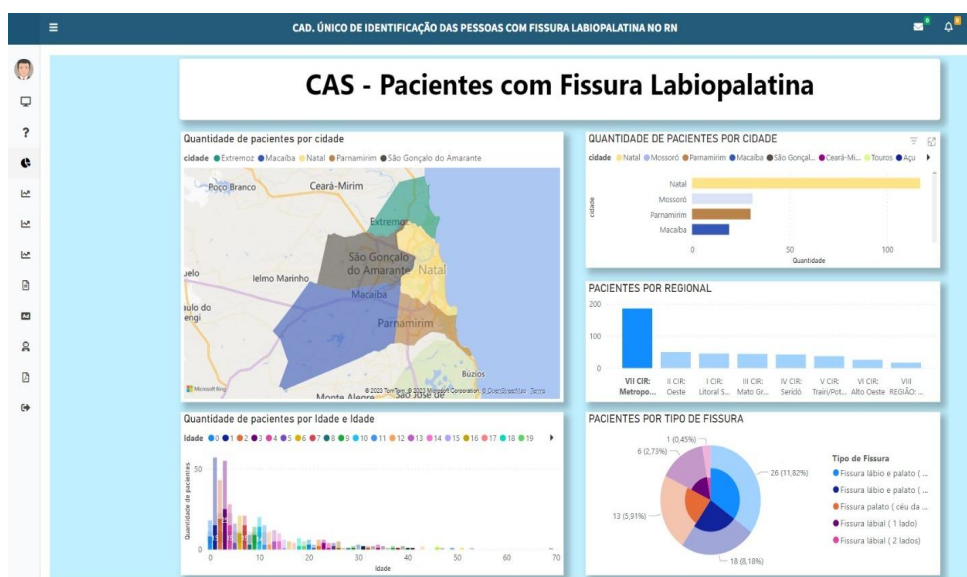 CAD. ÚNICO DE IDENTIFICAÇÃO DAS PESSOAS COM FISSURA LABIOPALATINA NO RN
CAS - Pacientes com Fissura Labiopalatina
Quantidade de pacientes por cidade
cidade Extremoz Macaíba Natal Parnamirim São Gonçalo do Amarante
Poço Branco
Ceará-Mirim
Extremoz
São Gonçalo
do Amarante
Natal
Ielmo Marinho
Macaíba
Parnamirim
Búzios
Monte Alegre
São José de
Microsoft Bing
© 2023 TomTom, © 2023 Microsoft Corporation, © OpenStreetMap Terms
QUANTIDADE DE PACIENTES POR CIDADE
cidade Natal Mossoró Parnamirim Macaíba São Gonçal... Ceará-Mi... Touros Açu
cidade
Natal
Mossoró
Parnamirim
Macaíba
0 50 100
Quantidade
PACIENTES POR REGIONAL
200
100
0
VII CIR: Metropo...
II CIR: Oeste
I CIR: Litoral S...
III CIR: Mato Gr...
IV CIR: Seridó
V CIR: Trairi/Pot...
VI CIR: Alto Oeste
VIII REGIÃO: ...
Quantidade de pacientes por Idade e Idade
Idade 0 1 2 3 4 5 6 7 8 9 10 11 12 13 14 15 16 17 18 19
Quantidade de pacientes
50
0
0 10 20 30 40 50 60 70
Idade
PACIENTES POR TIPO DE FISSURA
1 (0,45%)
6 (2,73%)
26 (11,82%)
13 (5,91%)
18 (8,18%)
Tipo de Fissura
Fissura lábio e palato ( ...
Fissura lábio e palato ( ...
Fissura palato ( céu da ...
Fissura lábial ( 1 lado)
Fissura lábial ( 2 lados)